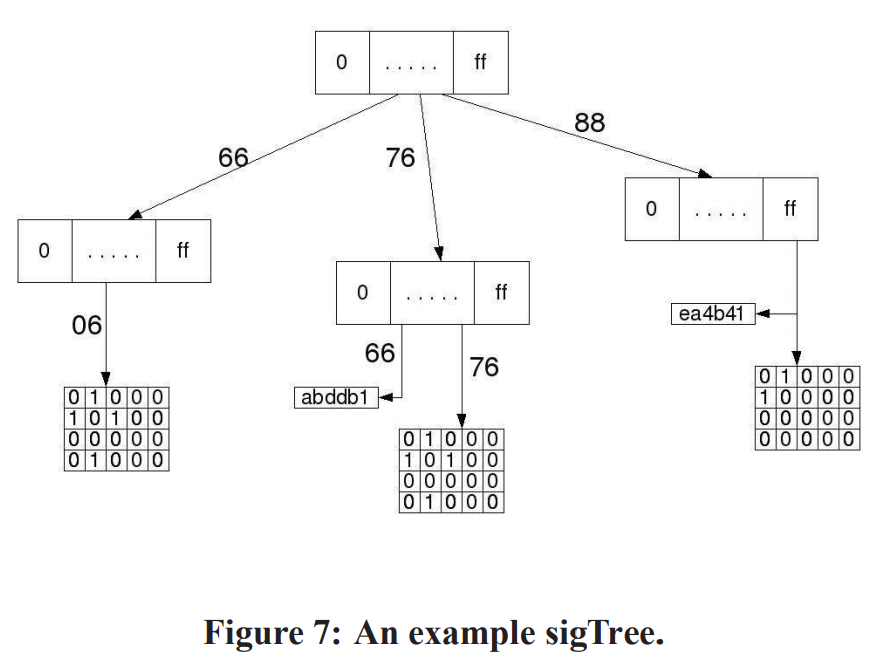 0 . . . . . ff
66
76
88
0 . . . . . ff
0 . . . . . ff
0 . . . . . ff
06
66
76
ea4b41
abddb1
0 1 0 0 0
1 0 1 0 0
0 0 0 0 0
0 1 0 0 0
0 1 0 0 0
1 0 1 0 0
0 0 0 0 0
0 1 0 0 0
0 1 0 0 0
1 0 0 0 0
0 0 0 0 0
0 0 0 0 0
Figure 7: An example sigTree.